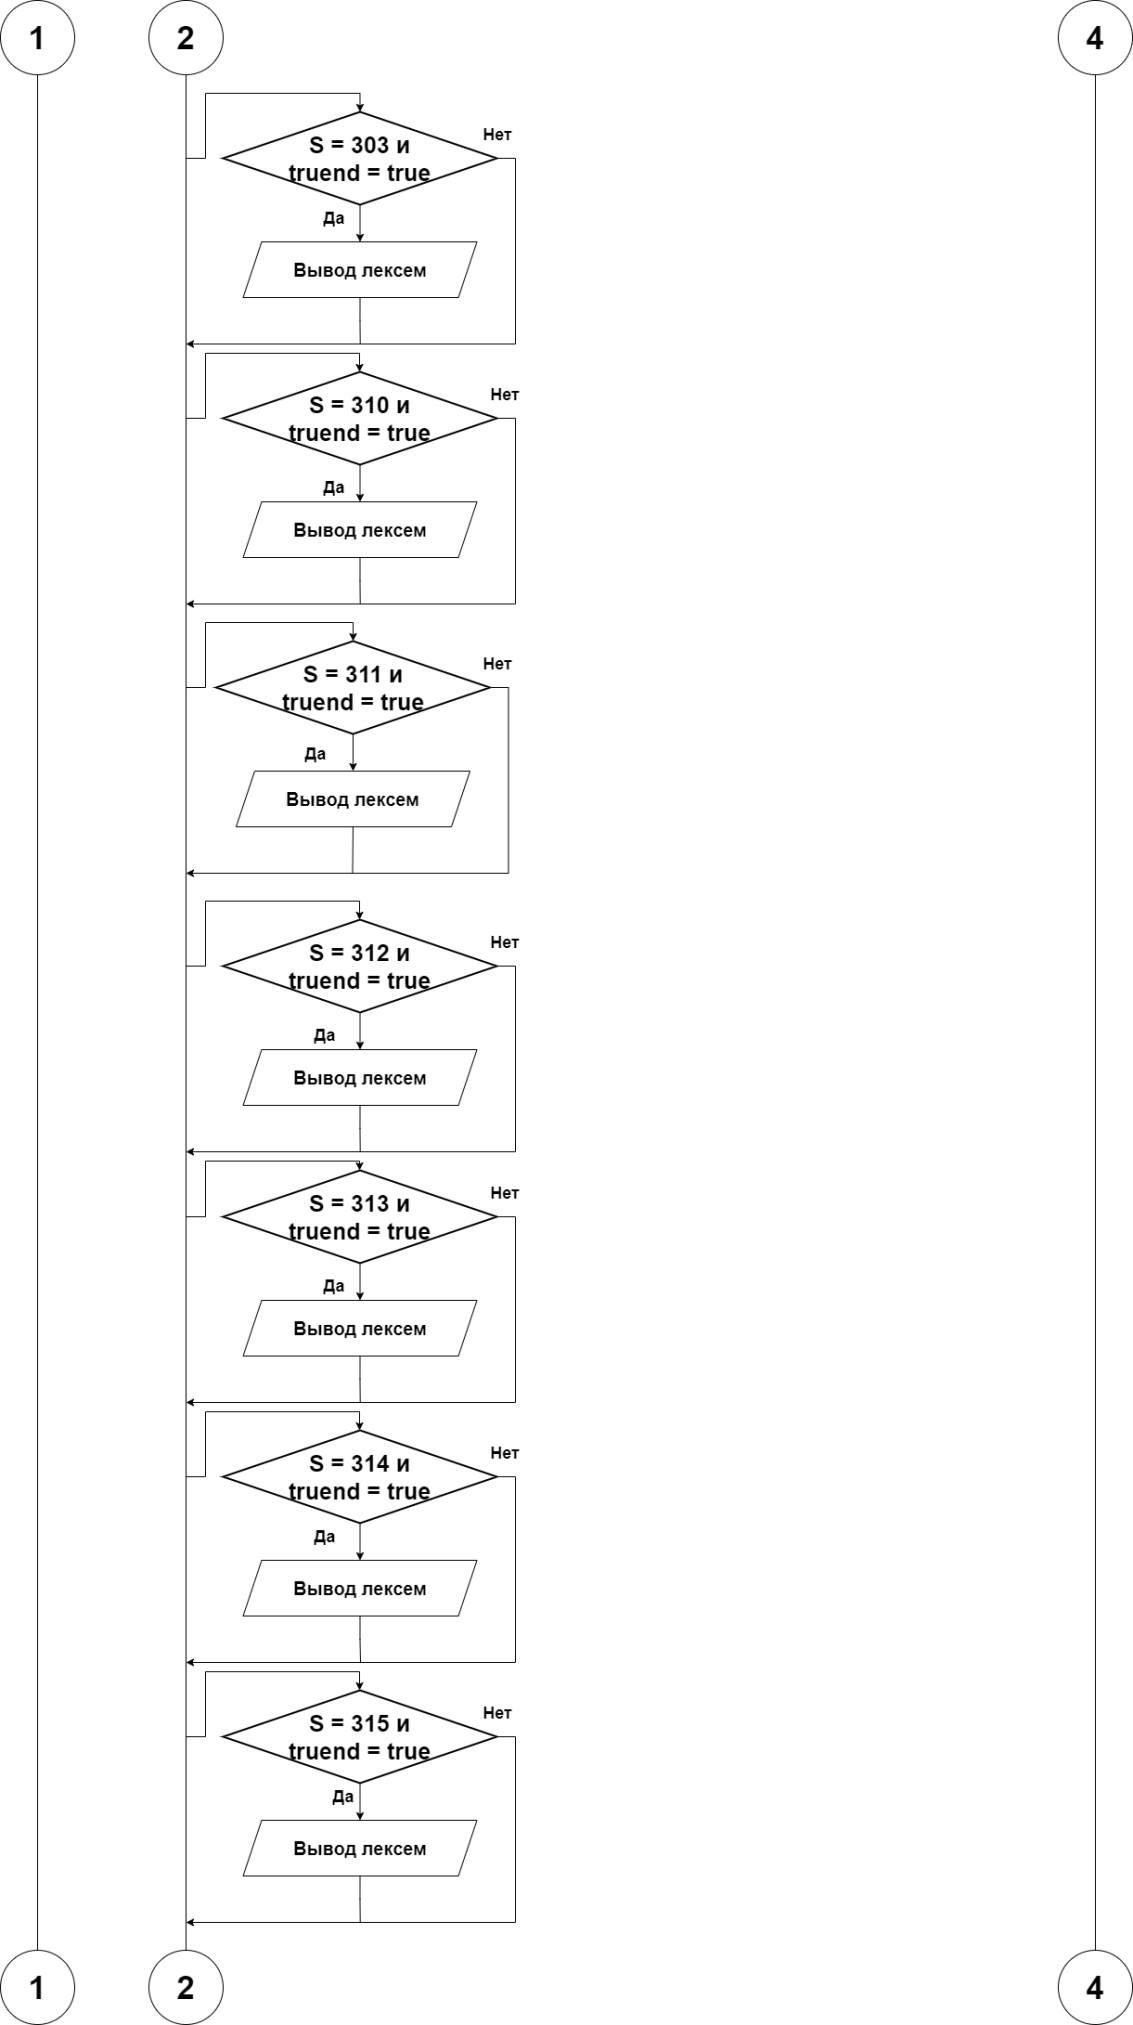 1
2
4
S = 303 и
truend = true
Нет
Да
Вывод лексем
S = 310 и
truend = true
Нет
Да
Вывод лексем
S = 311 и
truend = true
Нет
Да
Вывод лексем
S = 312 и
truend = true
Нет
Да
Вывод лексем
S = 313 и
truend = true
Нет
Да
Вывод лексем
S = 314 и
truend = true
Нет
Да
Вывод лексем
S = 315 и
truend = true
Нет
Да
Вывод лексем
1
2
4